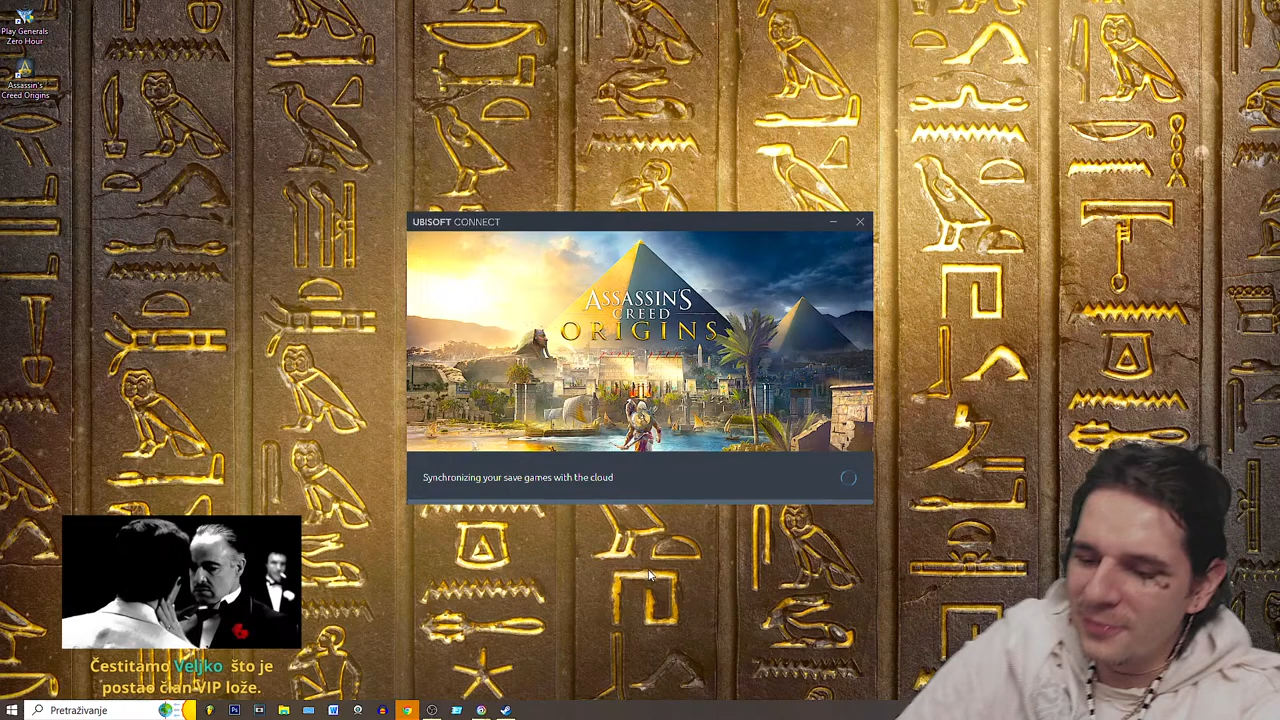 Play Generals
Zero Hour
Assassin's
Creed Origins
UBISOFT CONNECT
ASSASSIN'S
CREED
ORIGINS
Synchronizing your save games with the cloud
Čestitamo Veljko što je
postao član VIP lože.
Pretraživanje